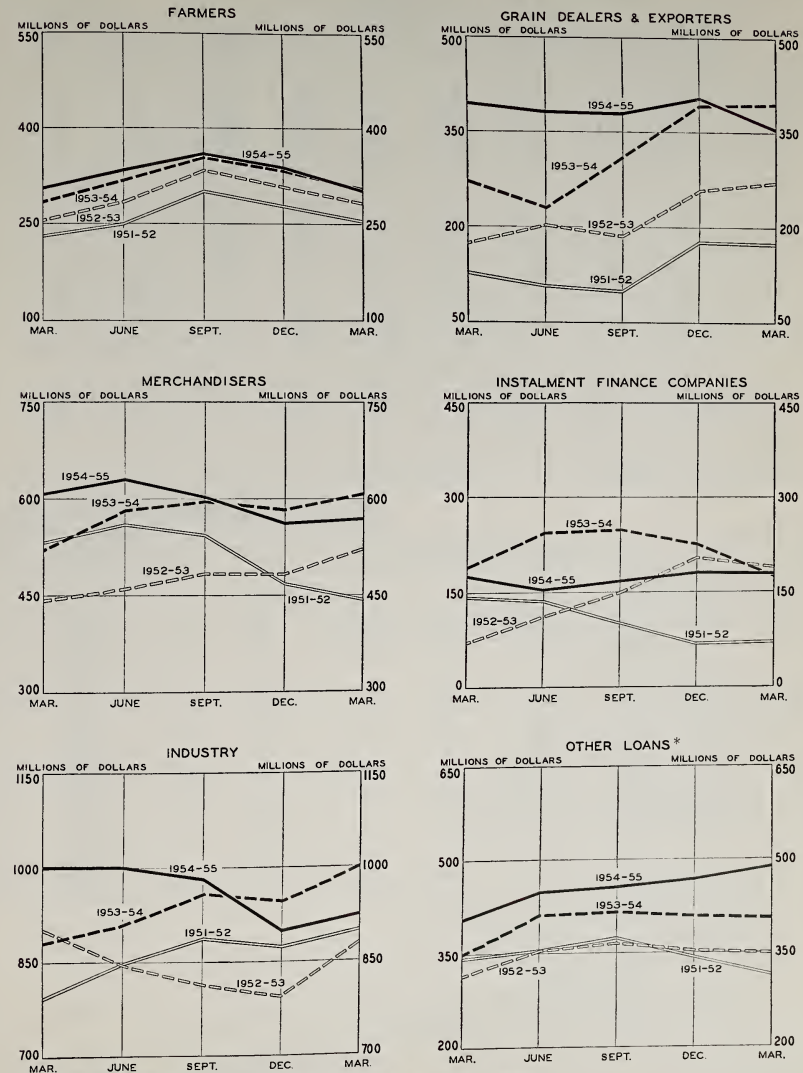 FARMERS
MILLIONS OF DOLLARS MILLIONS OF DOLLARS
550 550
400 400
250 250
100 100
1954-55
1953-54
1952-53
1951-52
MAR. JUNE SEPT. DEC. MAR.
GRAIN DEALERS & EXPORTERS
MILLIONS OF DOLLARS MILLIONS OF DOLLARS
500 500
350 350
200 200
50 50
1954-55
1953-54
1952-53
1951-52
MAR. JUNE SEPT. DEC. MAR.
MERCHANDISERS
MILLIONS OF DOLLARS MILLIONS OF DOLLARS
750 750
600 600
450 450
300 300
1954-55
1953-54
1952-53
1951-52
MAR. JUNE SEPT. DEC. MAR.
INSTALMENT FINANCE COMPANIES
MILLIONS OF DOLLARS MILLIONS OF DOLLARS
450 450
300 300
150 150
0 0
1953-54
1954-55
1952-53
1951-52
MAR. JUNE SEPT. DEC. MAR.
INDUSTRY
MILLIONS OF DOLLARS MILLIONS OF DOLLARS
1150 1150
1000 1000
850 850
700 700
1954-55
1953-54
1951-52
1952-53
MAR. JUNE SEPT. DEC. MAR.
OTHER LOANS*
MILLIONS OF DOLLARS MILLIONS OF DOLLARS
650 650
500 500
350 350
200 200
1954-55
1953-54
1952-53
1951-52
MAR. JUNE SEPT. DEC. MAR.